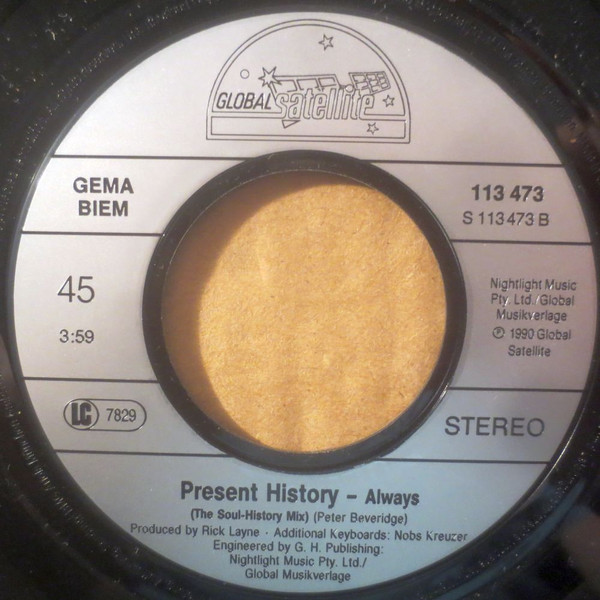 GLOBAL satellite
GEMA
BIEM
113 473
S 113 473 B
45
3:59
Nightlight Music
Pty. Ltd./Global
Musikverlage
℗ 1990 Global
Satellite
LC 7829
STEREO
Present History – Always
(The Soul-History Mix) (Peter Beveridge)
Produced by Rick Layne · Additional Keyboards: Nobs Kreuzer
Engineered by G. H. Publishing:
Nightlight Music Pty. Ltd./
Global Musikverlage